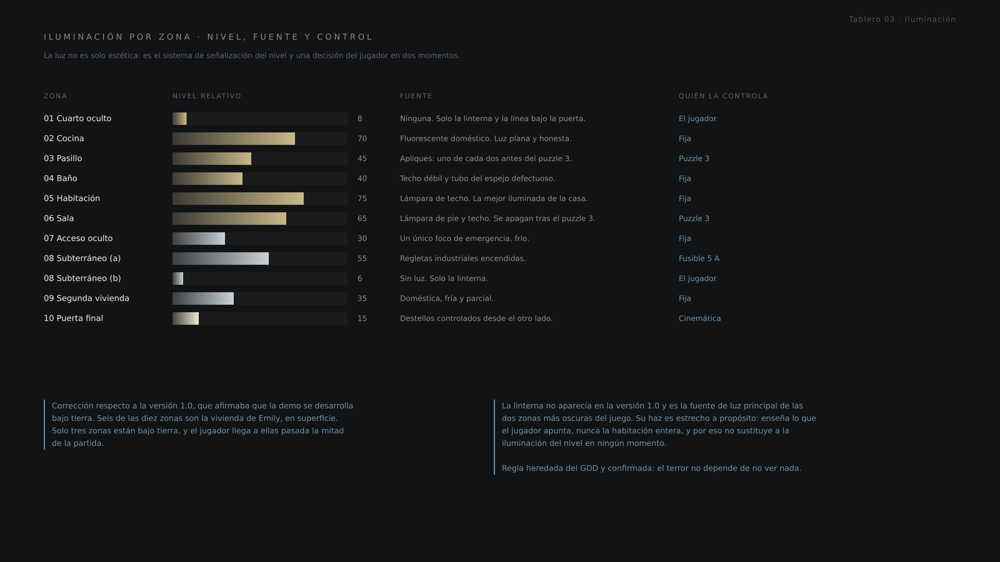 Tablero 03 · Iluminación
ILUMINACIÓN POR ZONA · NIVEL, FUENTE Y CONTROL
La luz no es solo estética: es el sistema de señalización del nivel y una decisión del jugador en dos momentos.
ZONA NIVEL RELATIVO FUENTE QUIÉN LA CONTROLA
01 Cuarto oculto 8 Ninguna. Solo la linterna y la línea bajo la puerta. El jugador
02 Cocina 70 Fluorescente doméstico. Luz plana y honesta. Fija
03 Pasillo 45 Apliques: uno de cada dos antes del puzzle 3. Puzzle 3
04 Baño 40 Techo débil y tubo del espejo defectuoso. Fija
05 Habitación 75 Lámpara de techo. La mejor iluminada de la casa. Fija
06 Sala 65 Lámpara de pie y techo. Se apagan tras el puzzle 3. Puzzle 3
07 Acceso oculto 30 Un único foco de emergencia, frío. Fija
08 Subterráneo (a) 55 Regletas industriales encendidas. Fusible 5 A
08 Subterráneo (b) 6 Sin luz. Solo la linterna. El jugador
09 Segunda vivienda 35 Doméstica, fría y parcial. Fija
10 Puerta final 15 Destellos controlados desde el otro lado. Cinemática
Corrección respecto a la versión 1.0, que afirmaba que la demo se desarrolla
bajo tierra. Seis de las diez zonas son la vivienda de Emily, en superficie.
Solo tres zonas están bajo tierra, y el jugador llega a ellas pasada la mitad
de la partida.
La linterna no aparecía en la versión 1.0 y es la fuente de luz principal de las
dos zonas más oscuras del juego. Su haz es estrecho a propósito: enseña lo que
el jugador apunta, nunca la habitación entera, y por eso no sustituye a la
iluminación del nivel en ningún momento.
Regla heredada del GDD y confirmada: el terror no depende de no ver nada.